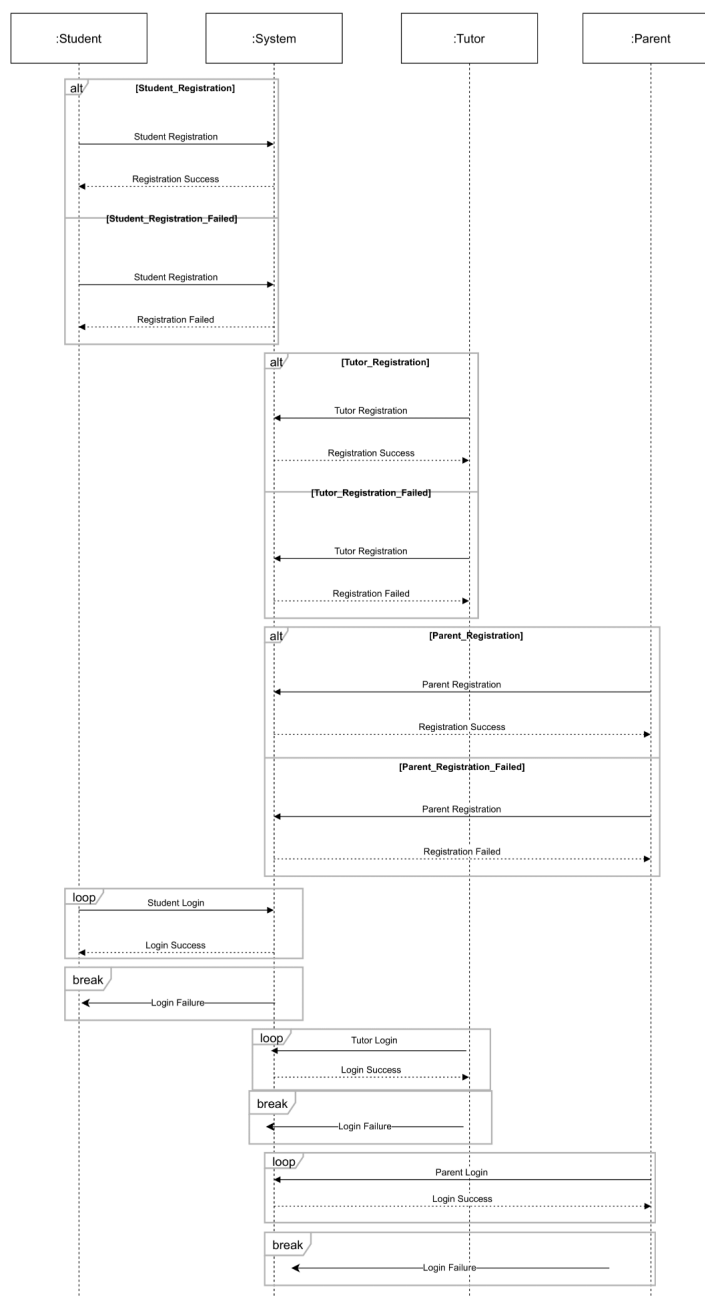 :Student
:System
:Tutor
:Parent
alt
[Student_Registration]
Student Registration
Registration Success
[Student_Registration_Failed]
Student Registration
Registration Failed
alt
[Tutor_Registration]
Tutor Registration
Registration Success
[Tutor_Registration_Failed]
Tutor Registration
Registration Failed
alt
[Parent_Registration]
Parent Registration
Registration Success
[Parent_Registration_Failed]
Parent Registration
Registration Failed
loop
Student Login
Login Success
break
Login Failure
loop
Tutor Login
Login Success
break
Login Failure
loop
Parent Login
Login Success
break
Login Failure